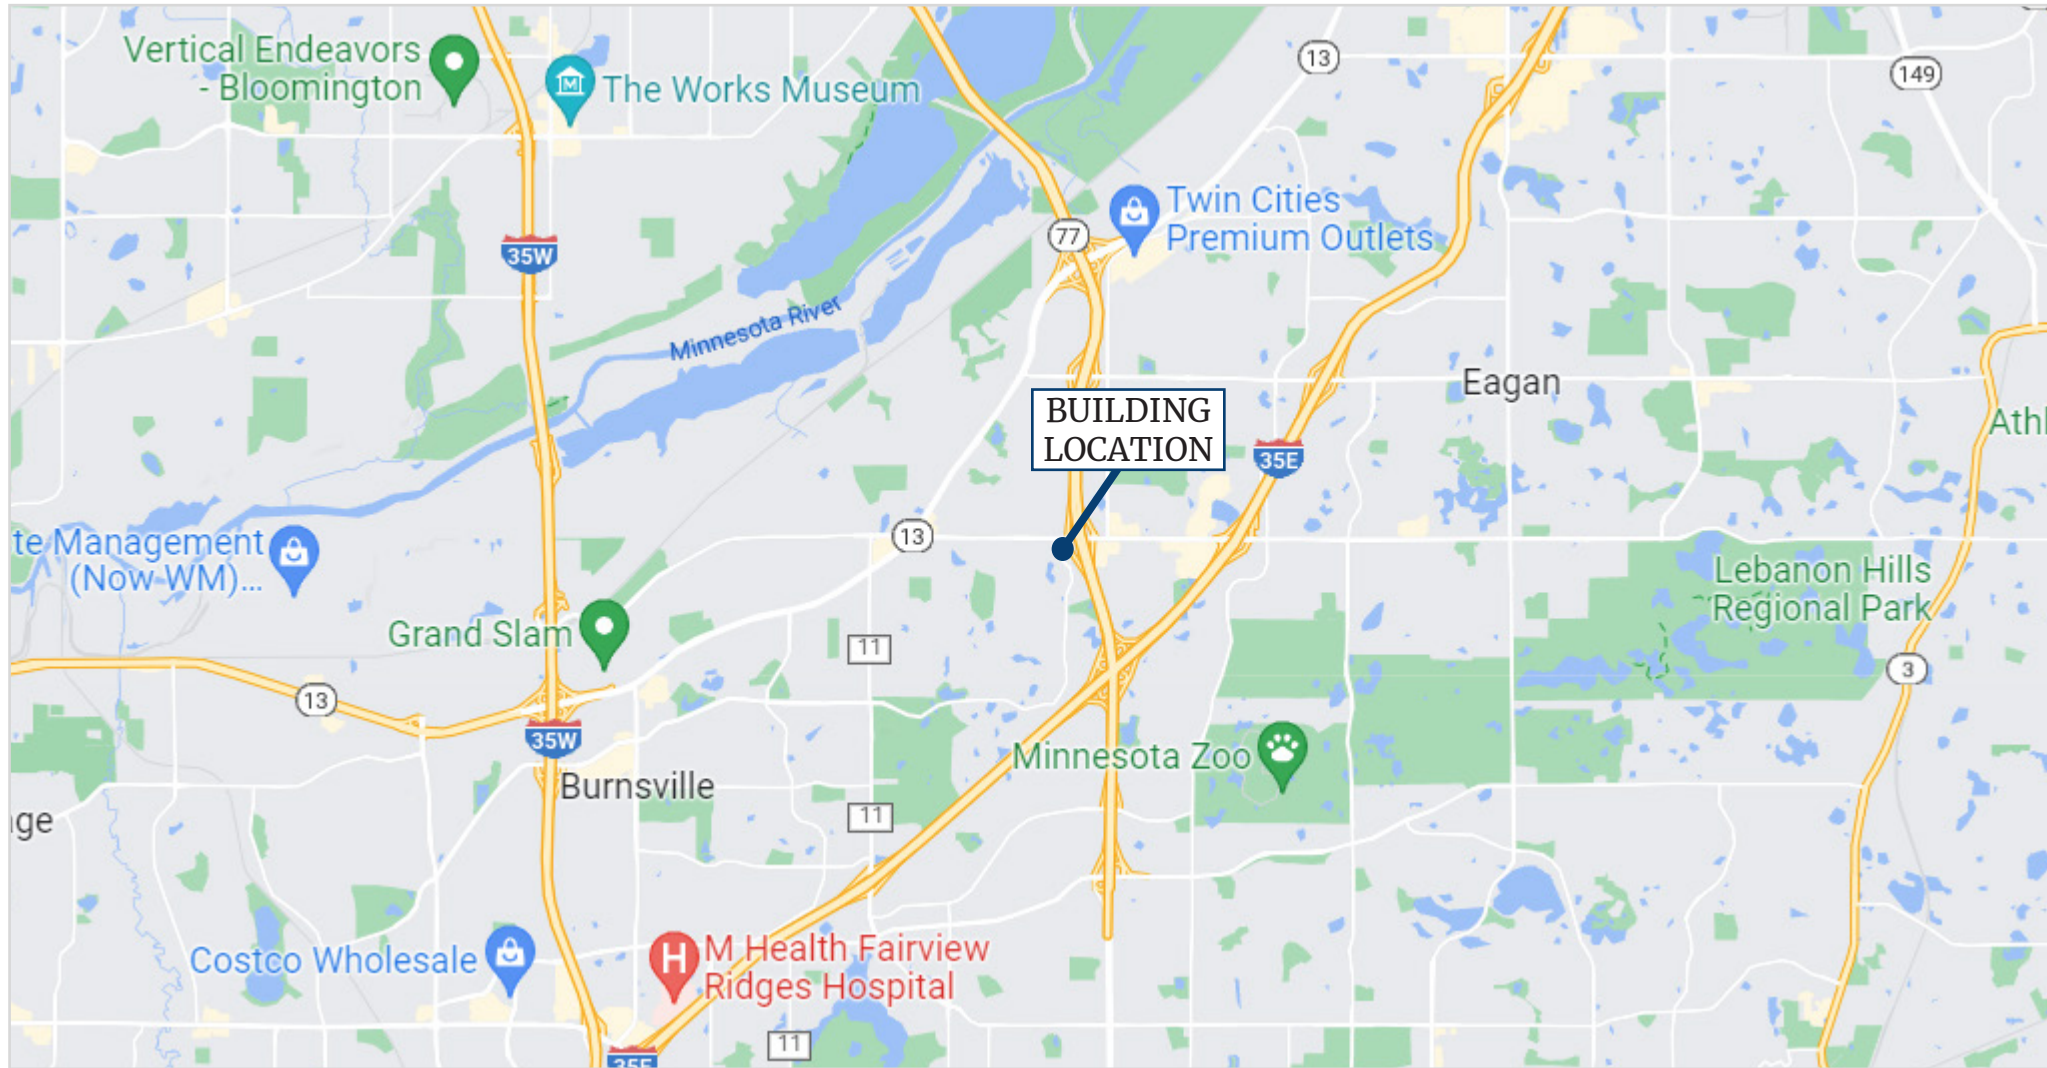 Vertical Endeavors
- Bloomington
The Works Museum
13
149
Twin Cities
Premium Outlets
77
35W
Minnesota River
Eagan
BUILDING
LOCATION
Athl
35E
13
te Management
(Now WM)...
Lebanon Hills
Regional Park
Grand Slam
11
3
13
35W
Minnesota Zoo
Burnsville
11
ge
Costco Wholesale
M Health Fairview
Ridges Hospital
H
11
35E